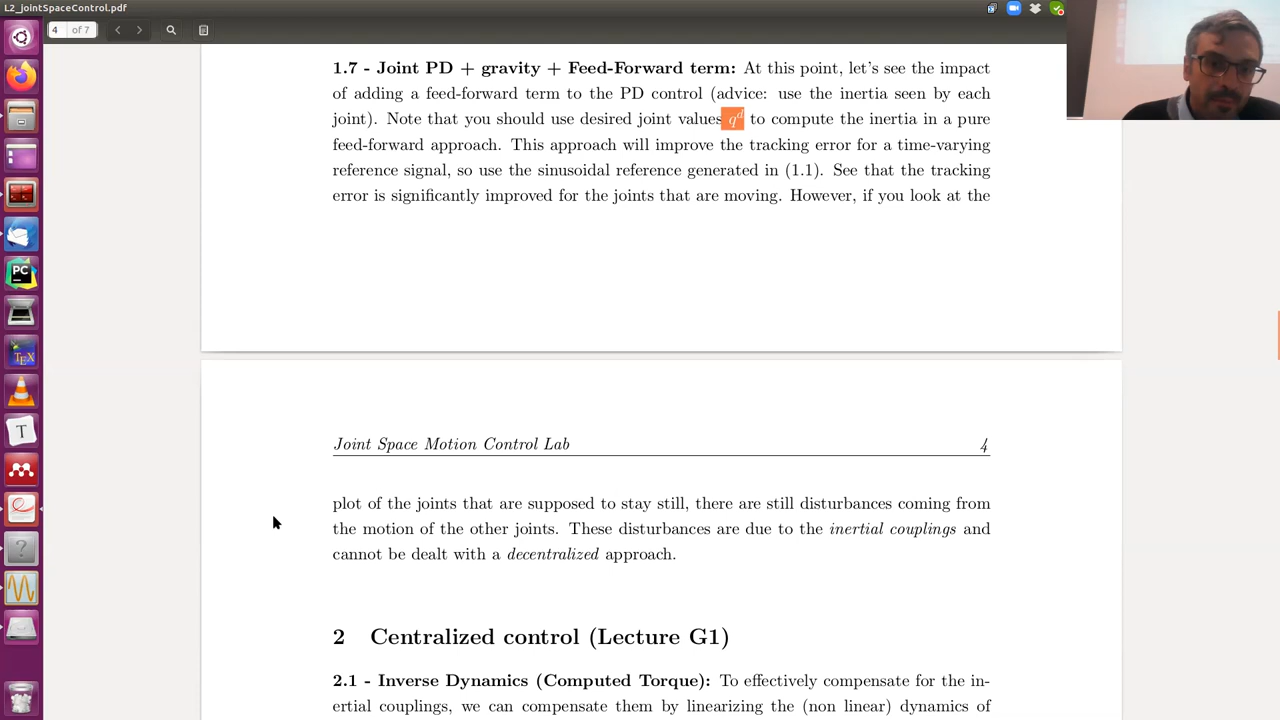 L2_jointSpaceControl.pdf
4 of 7
1.7 - Joint PD + gravity + Feed-Forward term: At this point, let's see the impact
of adding a feed-forward term to the PD control (advice: use the inertia seen by each
joint). Note that you should use desired joint values q^d to compute the inertia in a pure
feed-forward approach. This approach will improve the tracking error for a time-varying
reference signal, so use the sinusoidal reference generated in (1.1). See that the tracking
error is significantly improved for the joints that are moving. However, if you look at the
Joint Space Motion Control Lab 4
plot of the joints that are supposed to stay still, there are still disturbances coming from
the motion of the other joints. These disturbances are due to the inertial couplings and
cannot be dealt with a decentralized approach.
2 Centralized control (Lecture G1)
2.1 - Inverse Dynamics (Computed Torque): To effectively compensate for the in-
ertial couplings, we can compensate them by linearizing the (non linear) dynamics of
PC
TEX
T
?